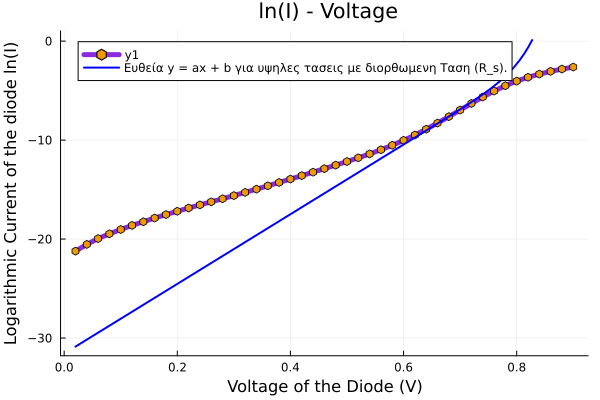 ln(I) - Voltage
y1
Ευθεία y = ax + b για υψηλες τασεις με διορθωμενη Ταση (R_s).
Logarithmic Current of the diode ln(I)
0
−10
−20
−30
0.0
0.2
0.4
0.6
0.8
Voltage of the Diode (V)